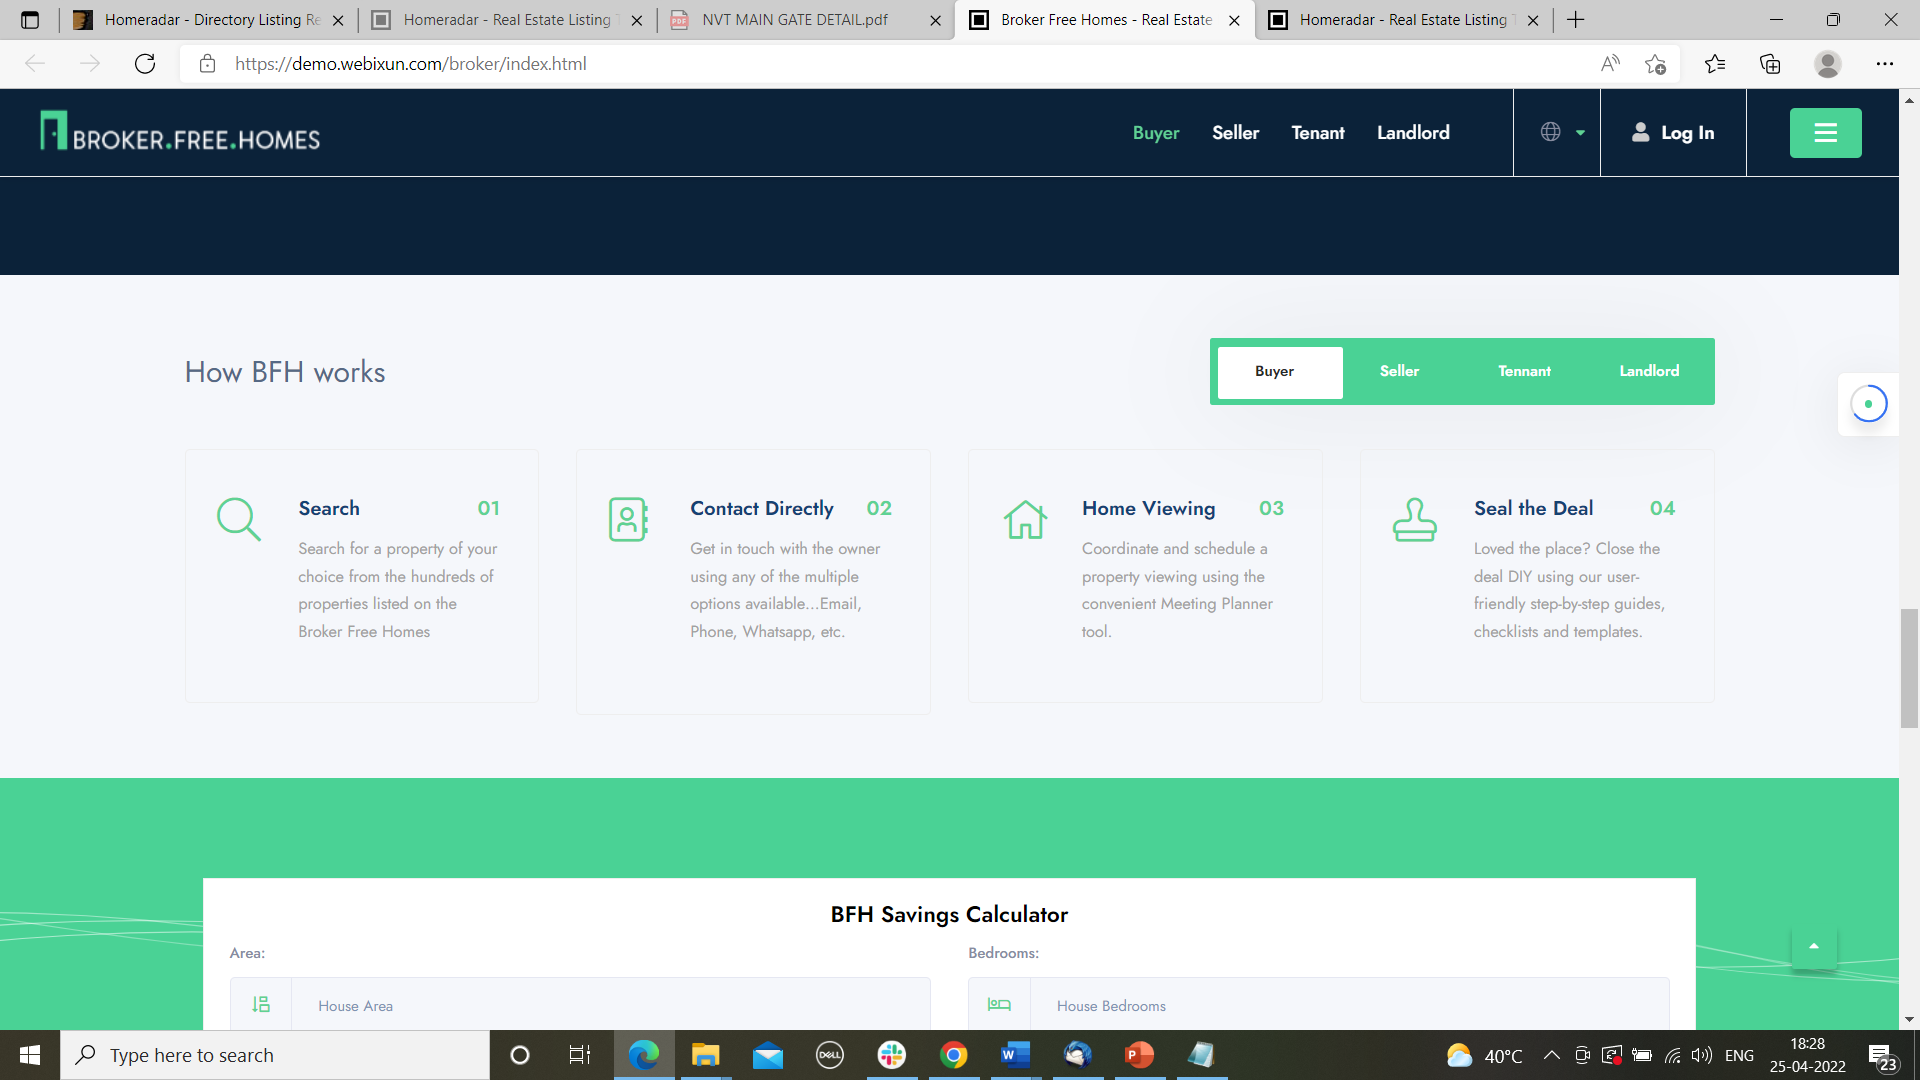 Homeradar - Directory Listing Re
Homeradar - Real Estate Listing T
NVT MAIN GATE DETAIL.pdf
Broker Free Homes - Real Estate
Homeradar - Real Estate Listing T
https://demo.webixun.com/broker/index.html
BROKER.FREE.HOMES
Buyer
Seller
Tenant
Landlord
Log In
How BFH works
Buyer
Seller
Tennant
Landlord
Search 01
Search for a property of your
choice from the hundreds of
properties listed on the
Broker Free Homes
Contact Directly 02
Get in touch with the owner
using any of the multiple
options available...Email,
Phone, Whatsapp, etc.
Home Viewing 03
Coordinate and schedule a
property viewing using the
convenient Meeting Planner
tool.
Seal the Deal 04
Loved the place? Close the
deal DIY using our user-
friendly step-by-step guides,
checklists and templates.
BFH Savings Calculator
Area:
Bedrooms:
House Area
House Bedrooms
Type here to search
DELL
40°C
ENG
18:28
25-04-2022
23